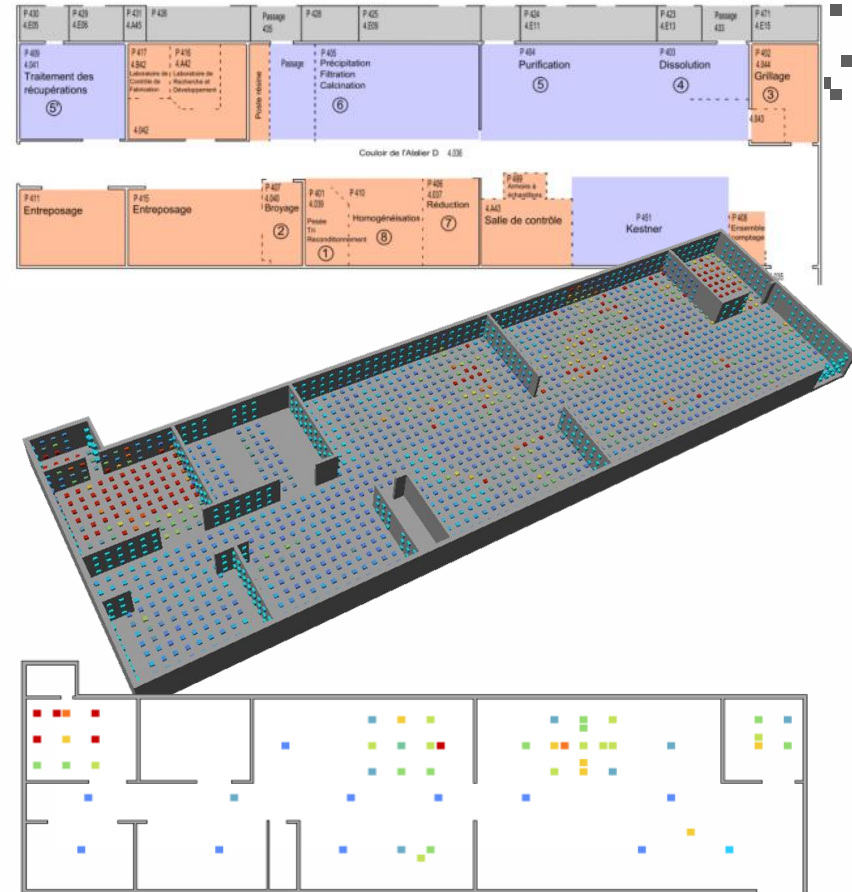 P 430
4.E05
P 429
4.E06
P 431
4.A45
P 426
Passage
435
P 428
P 425
4.E09
P 424
4.E11
P 423
4.E13
Passage
433
P 471
4.E15
P 409
4.041
Traitement des
récupérations
5'
P 417
4.B42
Laboratoire de
Contrôle de
Fabrication
P 416
4.A42
Laboratoire de
Recherche et
Développement
4.042
Poste résine
Passage
P 405
Précipitation
Filtration
Calcination
6
P 404
Purification
5
P 403
Dissolution
4
P 402
4.044
Grillage
3
4.043
Couloir de l'Atelier D 4.036
P 411
Entreposage
P 415
Entreposage
P 407
4.040
Broyage
2
P 401
4.039
Pesée
Tri
Reconditionnement
1
P 410
Homogénéisation
8
P 406
4.037
Réduction
7
4.A43
Salle de contrôle
P 469
Armoire à
échantillons
P 451
Kestner
P 408
Ensemble
comptage